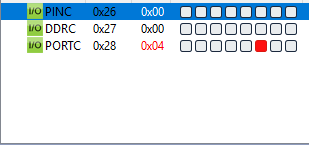 I/O PINC 0x26 0x00
I/O DDRC 0x27 0x00
I/O PORTC 0x28 0x04